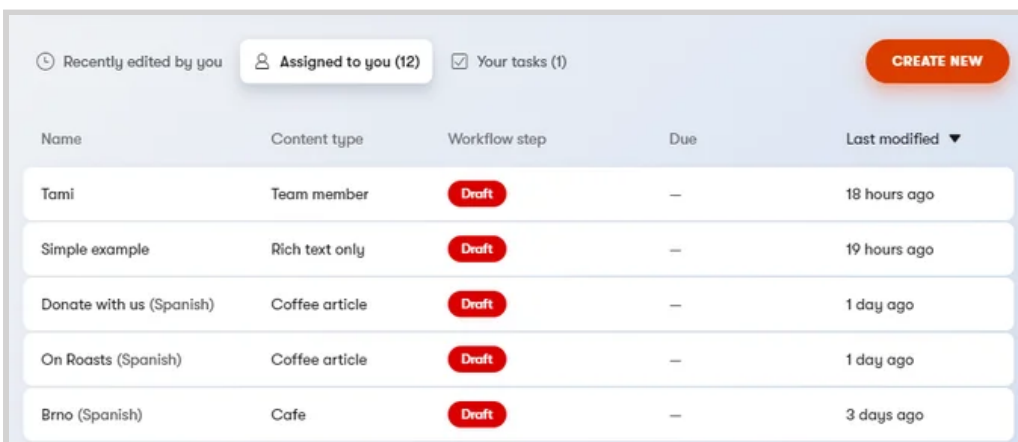 Recently edited by you Assigned to you (12) Your tasks (1) CREATE NEW
Name Content type Workflow step Due Last modified ▼
Tami Team member Draft — 18 hours ago
Simple example Rich text only Draft — 19 hours ago
Donate with us (Spanish) Coffee article Draft — 1 day ago
On Roasts (Spanish) Coffee article Draft — 1 day ago
Brno (Spanish) Cafe Draft — 3 days ago